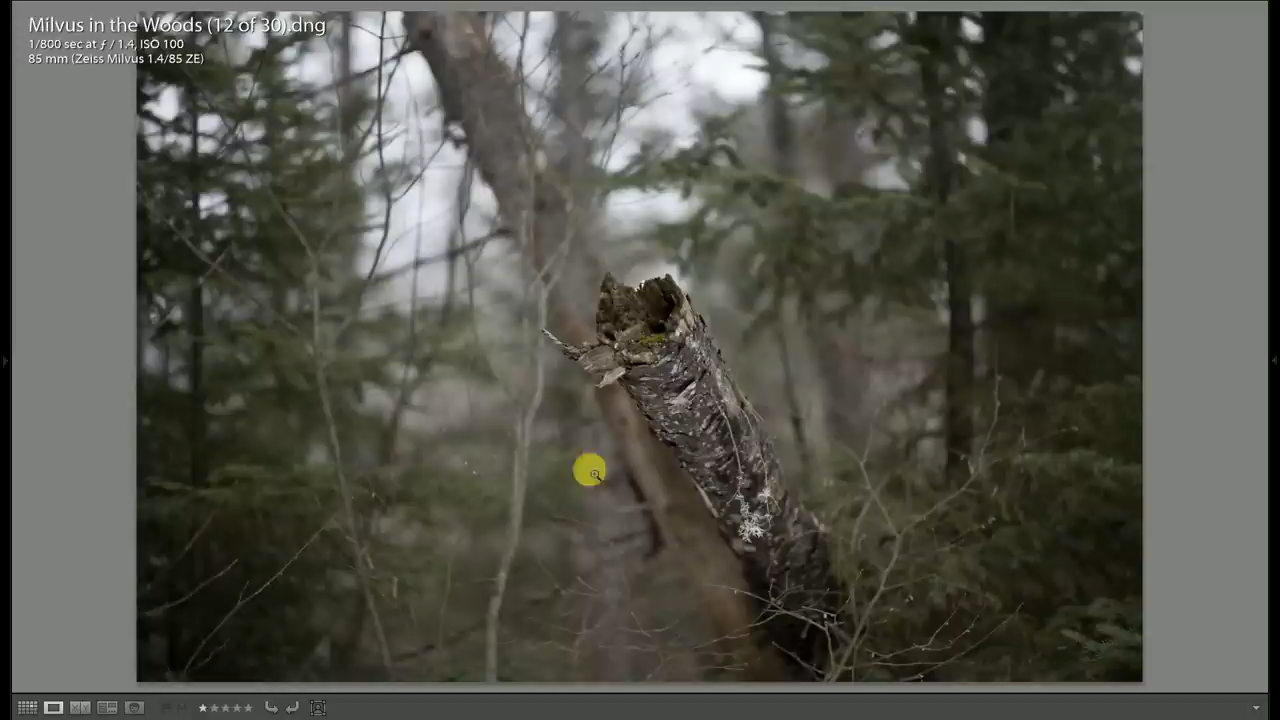 Milvus in the Woods (12 of 30).dng
1/800 sec at ƒ / 1.4, ISO 100
85 mm (Zeiss Milvus 1.4/85 ZE)